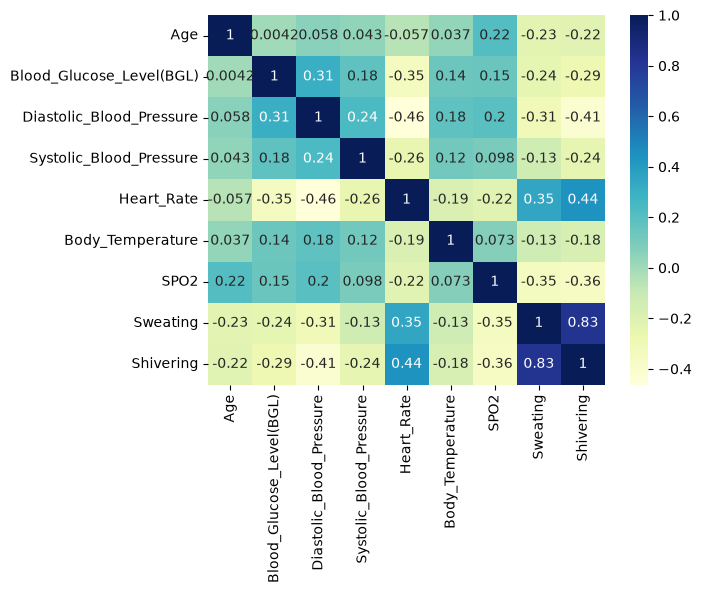 Age 1 0.0042 0.058 0.043 -0.057 0.037 0.22 -0.23 -0.22
Blood_Glucose_Level(BGL) 0.0042 1 0.31 0.18 -0.35 0.14 0.15 -0.24 -0.29
Diastolic_Blood_Pressure 0.058 0.31 1 0.24 -0.46 0.18 0.2 -0.31 -0.41
Systolic_Blood_Pressure 0.043 0.18 0.24 1 -0.26 0.12 0.098 -0.13 -0.24
Heart_Rate -0.057 -0.35 -0.46 -0.26 1 -0.19 -0.22 0.35 0.44
Body_Temperature 0.037 0.14 0.18 0.12 -0.19 1 0.073 -0.13 -0.18
SPO2 0.22 0.15 0.2 0.098 -0.22 0.073 1 -0.35 -0.36
Sweating -0.23 -0.24 -0.31 -0.13 0.35 -0.13 -0.35 1 0.83
Shivering -0.22 -0.29 -0.41 -0.24 0.44 -0.18 -0.36 0.83 1
Age
Blood_Glucose_Level(BGL)
Diastolic_Blood_Pressure
Systolic_Blood_Pressure
Heart_Rate
Body_Temperature
SPO2
Sweating
Shivering
1.0
0.8
0.6
0.4
0.2
0.0
−0.2
−0.4